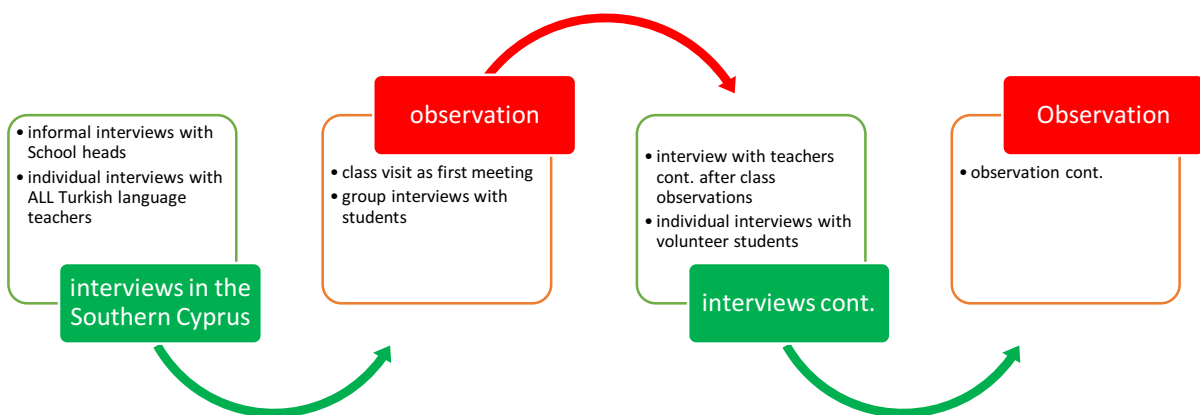 • informal interviews with
School heads
• individual interviews with
ALL Turkish language
teachers
interviews in the
Southern Cyprus
observation
• class visit as first meeting
• group interviews with
students
• interview with teachers
cont. after class
observations
• individual interviews with
volunteer students
interviews cont.
Observation
• observation cont.